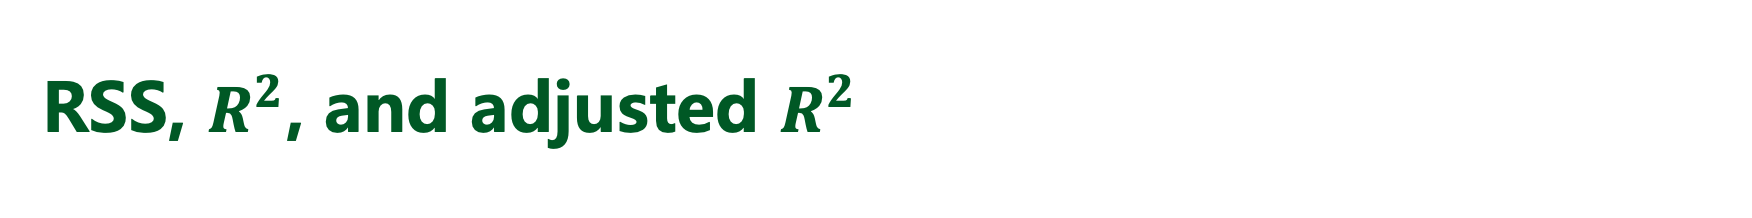 RSS, R², and adjusted R²